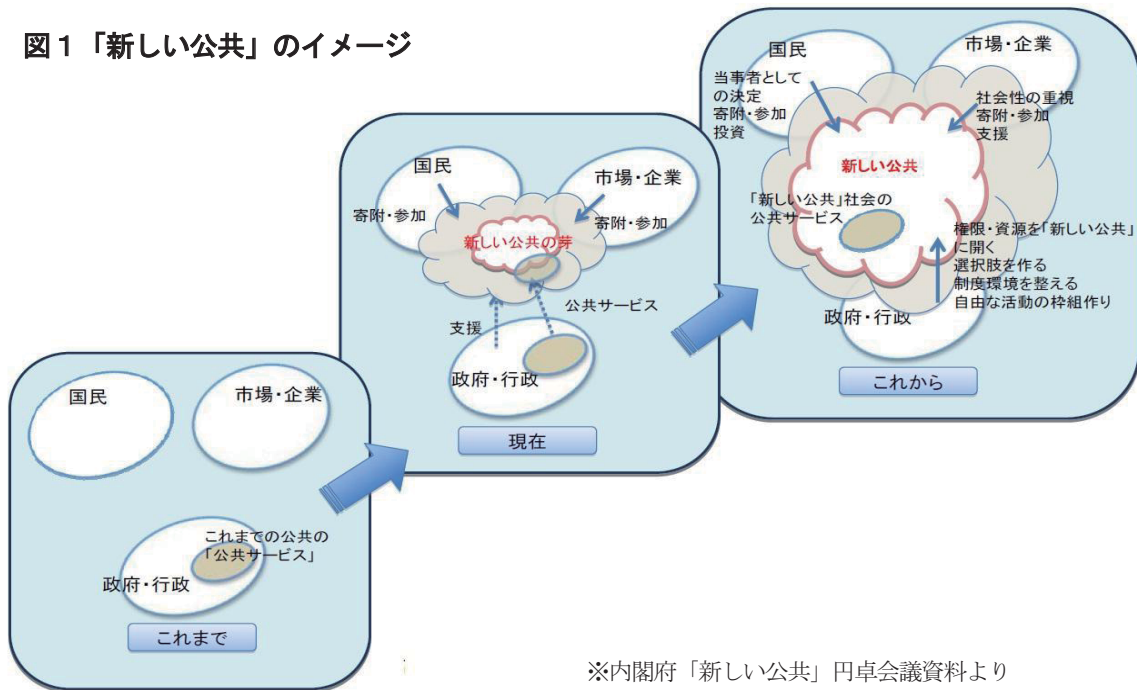 図１「新しい公共」のイメージ
国民
市場・企業
これまでの公共の
「公共サービス」
政府・行政
これまで
国民
市場・企業
寄附・参加
寄附・参加
新しい公共の芽
公共サービス
支援
政府・行政
現在
国民
市場・企業
当事者として
の決定
寄附・参加
投資
社会性の重視
寄附・参加
支援
新しい公共
「新しい公共」社会の
公共サービス
権限・資源を「新しい公共」
に開く
選択肢を作る
制度環境を整える
自由な活動の枠組作り
政府・行政
これから
※内閣府「新しい公共」円卓会議資料より